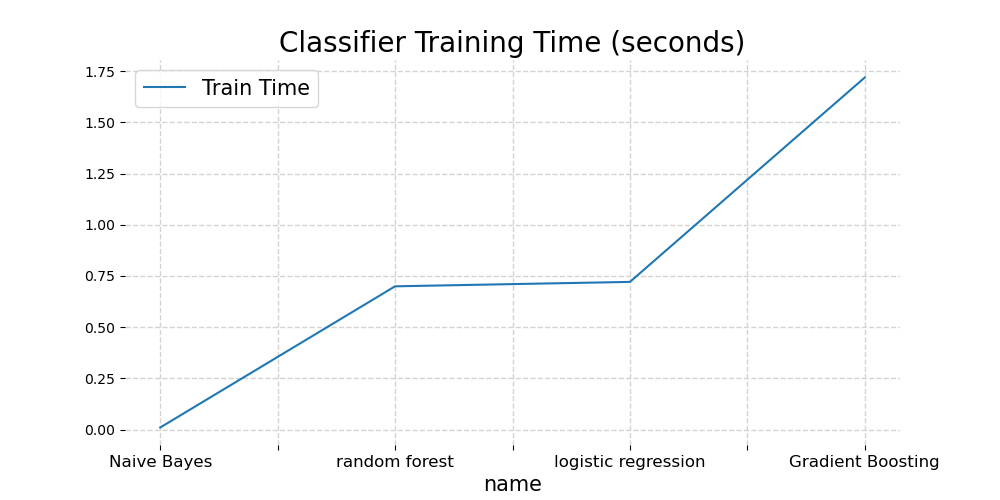 Classifier Training Time (seconds)
Train Time
1.75
1.50
1.25
1.00
0.75
0.50
0.25
0.00
Naive Bayes random forest logistic regression Gradient Boosting
name